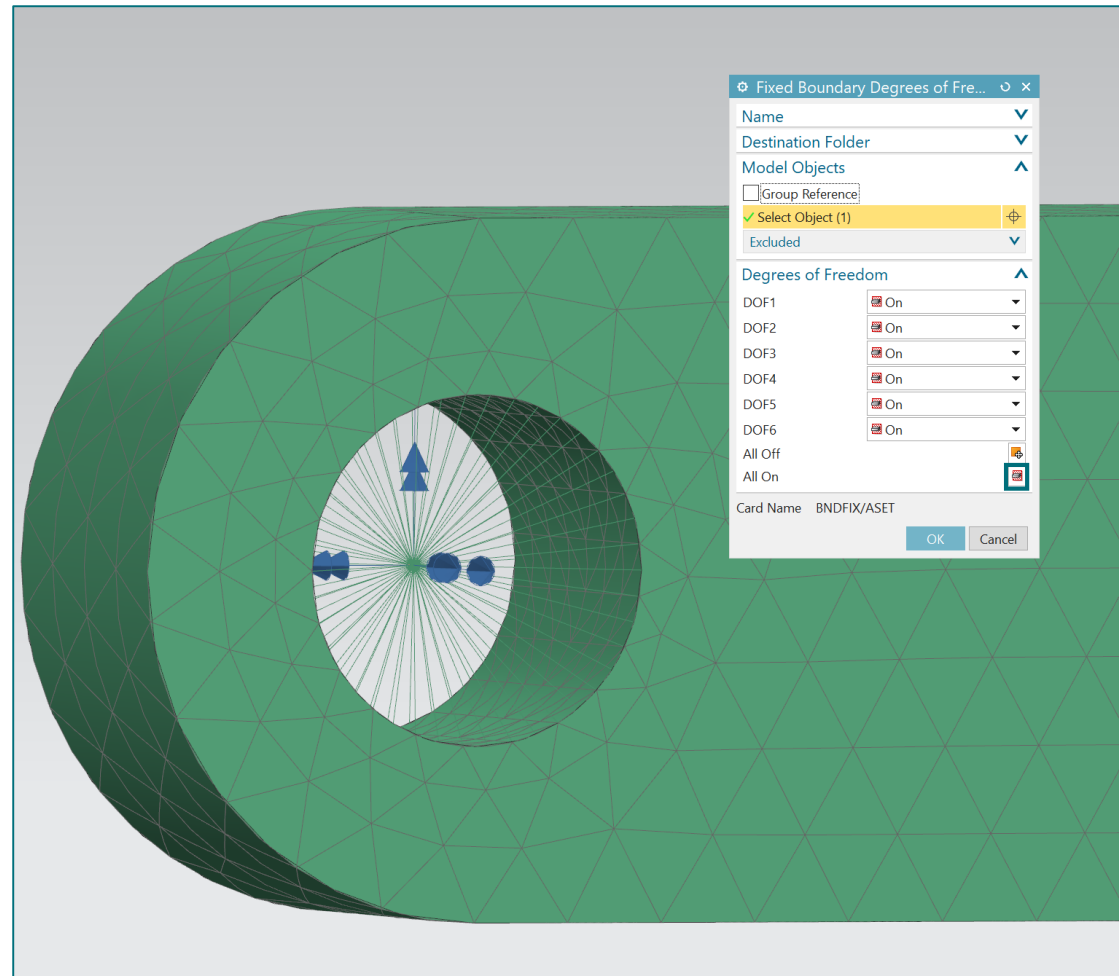 Fixed Boundary Degrees of Fre...
Name
Destination Folder
Model Objects
Group Reference
Select Object (1)
Excluded
Degrees of Freedom
DOF1 On
DOF2 On
DOF3 On
DOF4 On
DOF5 On
DOF6 On
All Off
All On
Card Name BNDFIX/ASET
OK Cancel